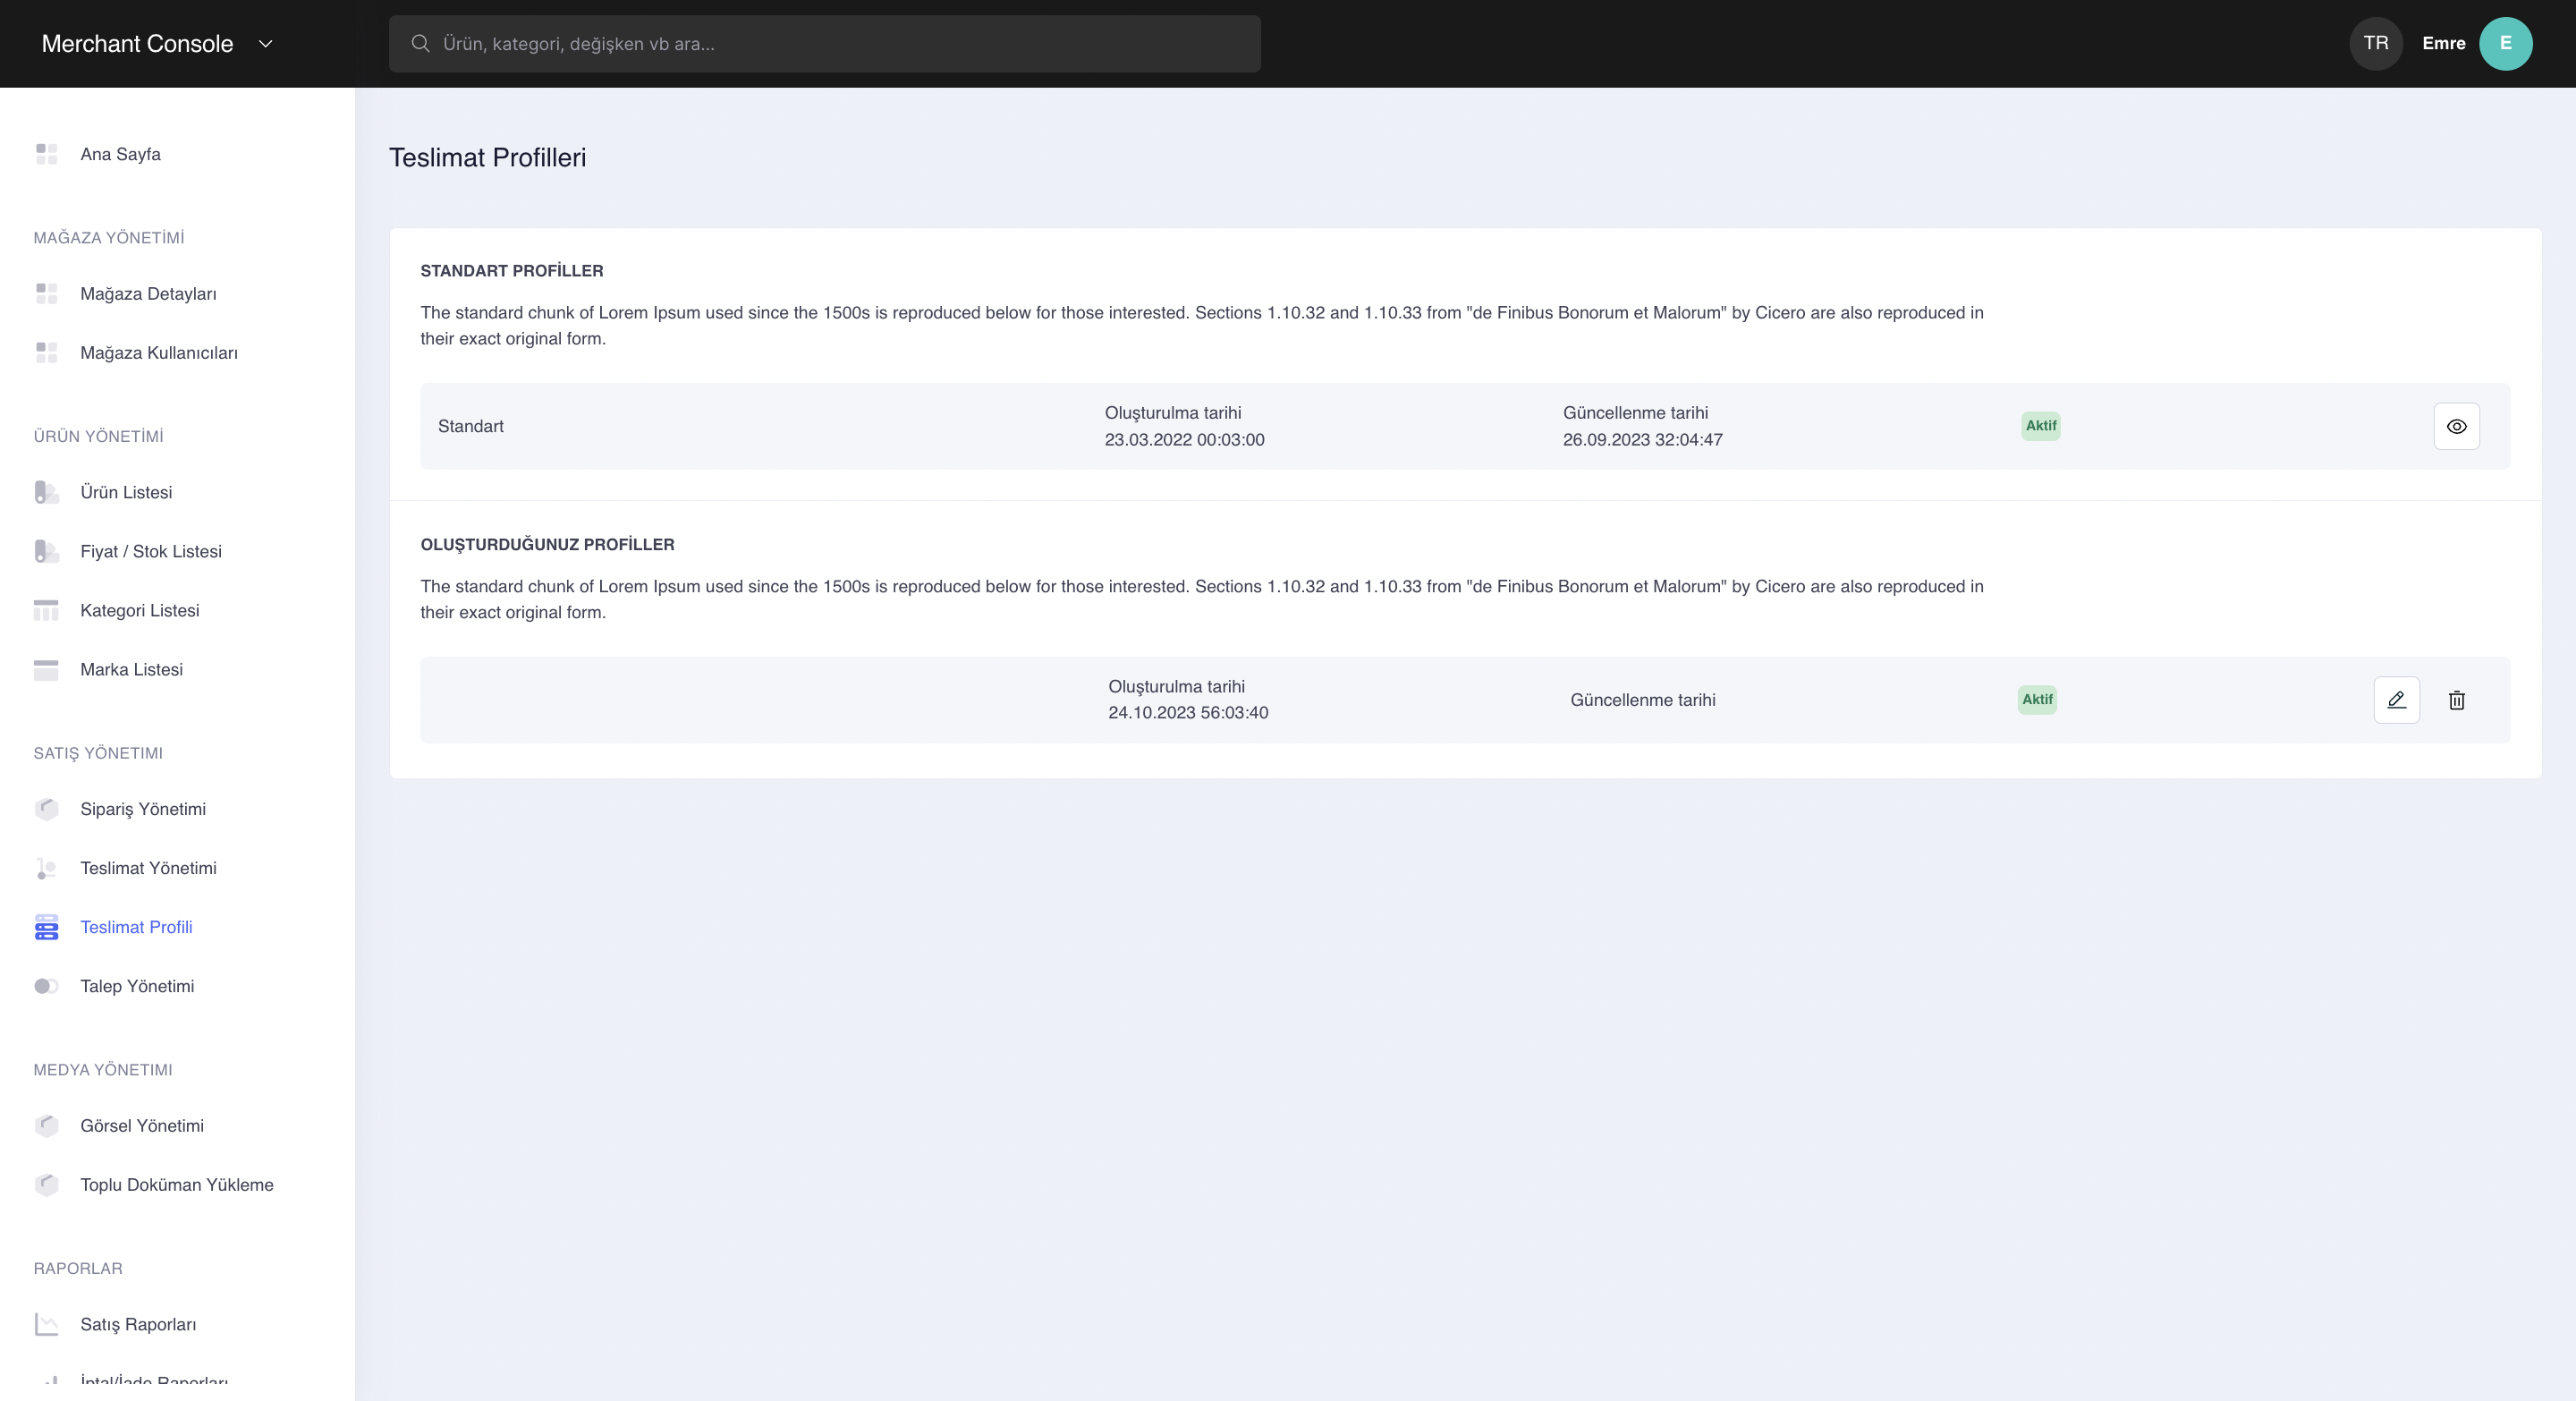 Merchant Console
Ürün, kategori, değişken vb ara...
TR
Emre
E
Ana Sayfa
MAĞAZA YÖNETİMİ
Mağaza Detayları
Mağaza Kullanıcıları
ÜRÜN YÖNETİMİ
Ürün Listesi
Fiyat / Stok Listesi
Kategori Listesi
Marka Listesi
SATIŞ YÖNETIMI
Sipariş Yönetimi
Teslimat Yönetimi
Teslimat Profili
Talep Yönetimi
MEDYA YÖNETIMI
Görsel Yönetimi
Toplu Doküman Yükleme
RAPORLAR
Satış Raporları
İptal/İade Raporları
Teslimat Profilleri
STANDART PROFİLLER
The standard chunk of Lorem Ipsum used since the 1500s is reproduced below for those interested. Sections 1.10.32 and 1.10.33 from "de Finibus Bonorum et Malorum" by Cicero are also reproduced in
their exact original form.
Standart
Oluşturulma tarihi
23.03.2022 00:03:00
Güncellenme tarihi
26.09.2023 32:04:47
Aktif
OLUŞTURDUĞUNUZ PROFİLLER
The standard chunk of Lorem Ipsum used since the 1500s is reproduced below for those interested. Sections 1.10.32 and 1.10.33 from "de Finibus Bonorum et Malorum" by Cicero are also reproduced in
their exact original form.
Oluşturulma tarihi
24.10.2023 56:03:40
Güncellenme tarihi
Aktif